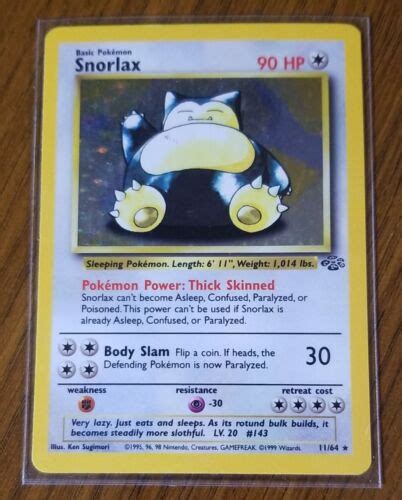 Basic Pokémon
Snorlax 90 HP
Sleeping Pokémon. Length: 6' 11", Weight: 1,014 lbs.
Pokémon Power: Thick Skinned
Snorlax can't become Asleep, Confused, Paralyzed, or
Poisoned. This power can't be used if Snorlax is
already Asleep, Confused, or Paralyzed.
Body Slam Flip a coin. If heads, the 30
Defending Pokémon is now Paralyzed.
weakness resistance retreat cost
-30
Very lazy. Just eats and sleeps. As its rotund bulk builds, it
becomes steadily more slothful. LV. 20 #143
Illus. Ken Sugimori ©1995, 96, 98 Nintendo, Creatures, GAMEFREAK. ©1999 Wizards. 11/64 ★